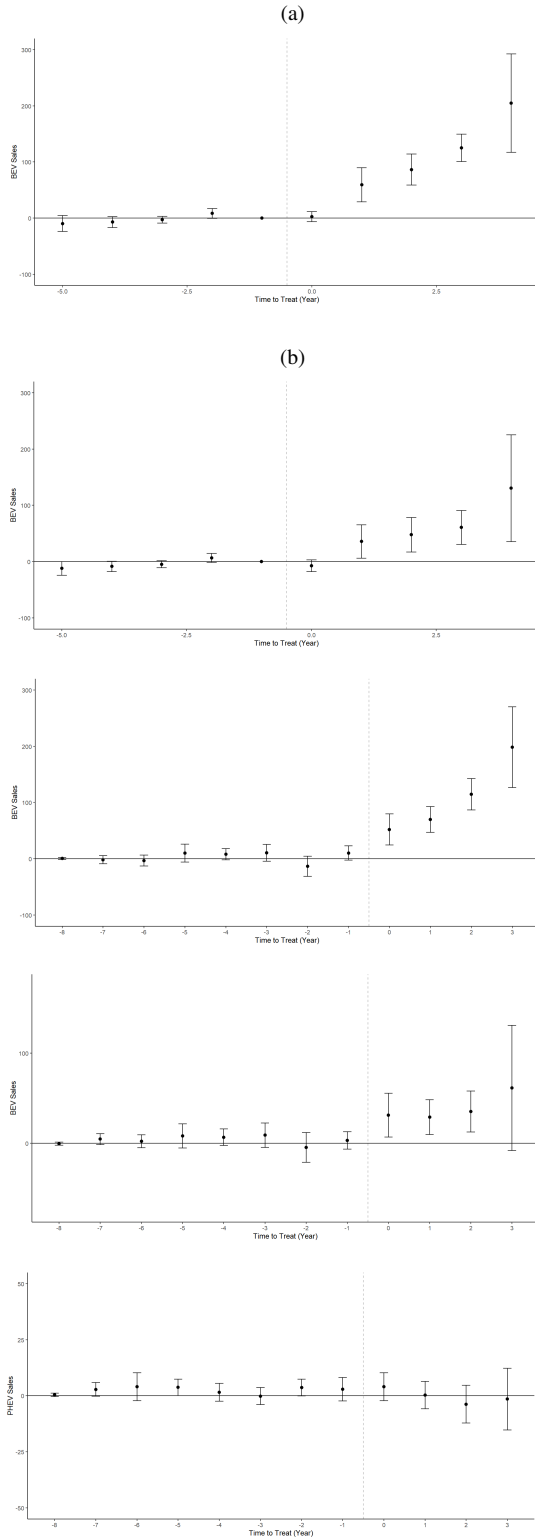 (a)
300
200
100
0
-100
BEV Sales
-5.0 -2.5 0.0 2.5
Time to Treat (Year)
(b)
300
200
100
0
-100
BEV Sales
-5.0 -2.5 0.0 2.5
Time to Treat (Year)
300
200
100
0
-100
BEV Sales
-8 -7 -6 -5 -4 -3 -2 -1 0 1 2 3
Time to Treat (Year)
100
0
BEV Sales
-8 -7 -6 -5 -4 -3 -2 -1 0 1 2 3
Time to Treat (Year)
50
25
0
-25
-50
PHEV Sales
-8 -7 -6 -5 -4 -3 -2 -1 0 1 2 3
Time to Treat (Year)